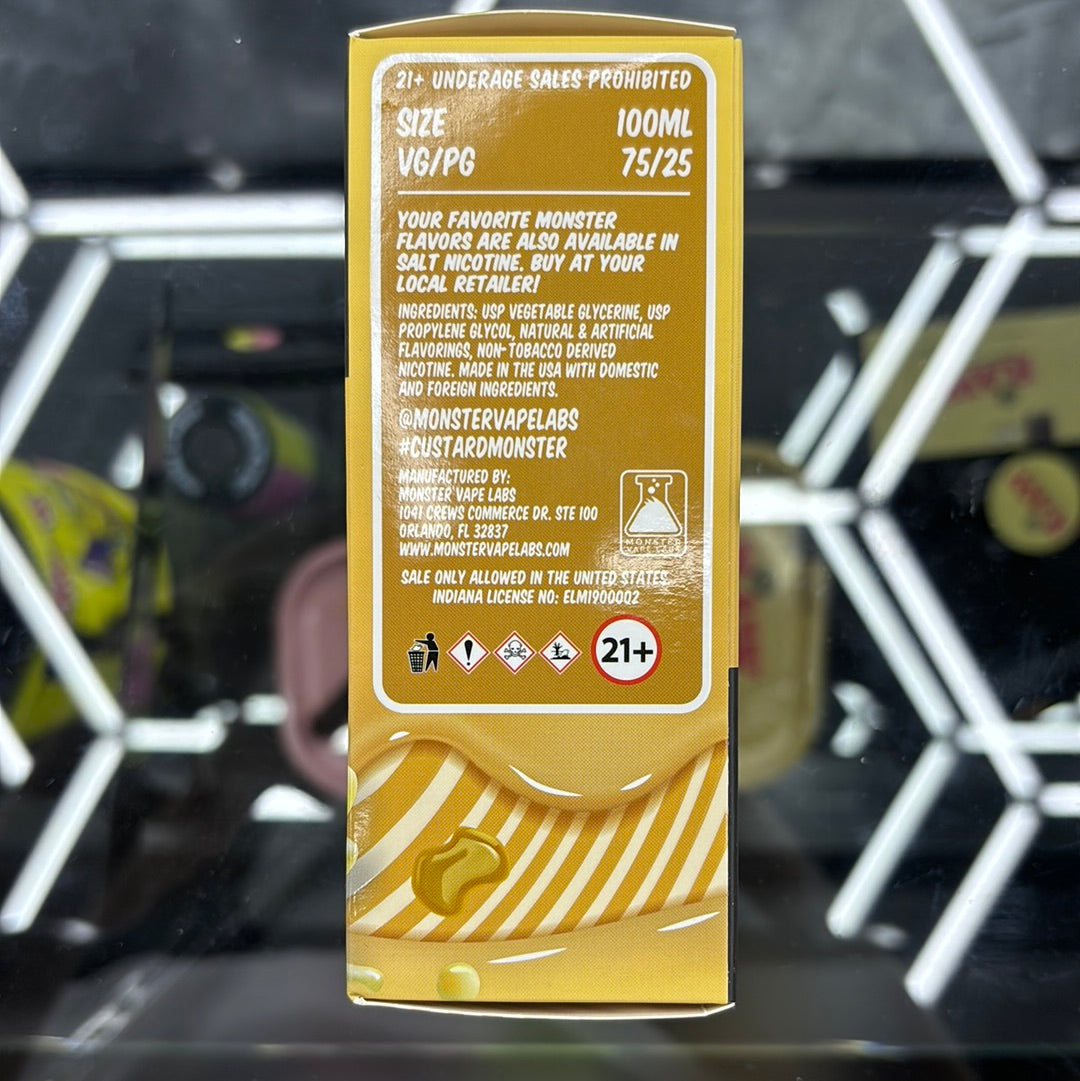 21+ UNDERAGE SALES PROHIBITED
SIZE 100ML
VG/PG 75/25
YOUR FAVORITE MONSTER
FLAVORS ARE ALSO AVAILABLE IN
SALT NICOTINE. BUY AT YOUR
LOCAL RETAILER!
INGREDIENTS: USP VEGETABLE GLYCERINE, USP
PROPYLENE GLYCOL, NATURAL & ARTIFICIAL
FLAVORINGS, NON-TOBACCO DERIVED
NICOTINE. MADE IN THE USA WITH DOMESTIC
AND FOREIGN INGREDIENTS.
@MONSTERVAPELABS
#CUSTARDMONSTER
MANUFACTURED BY:
MONSTER VAPE LABS
1041 CREWS COMMERCE DR. STE 100
ORLANDO, FL 32837
WWW.MONSTERVAPELABS.COM
MONSTER
VAPE LABS
SALE ONLY ALLOWED IN THE UNITED STATES.
INDIANA LICENSE NO: ELM1900002
21+